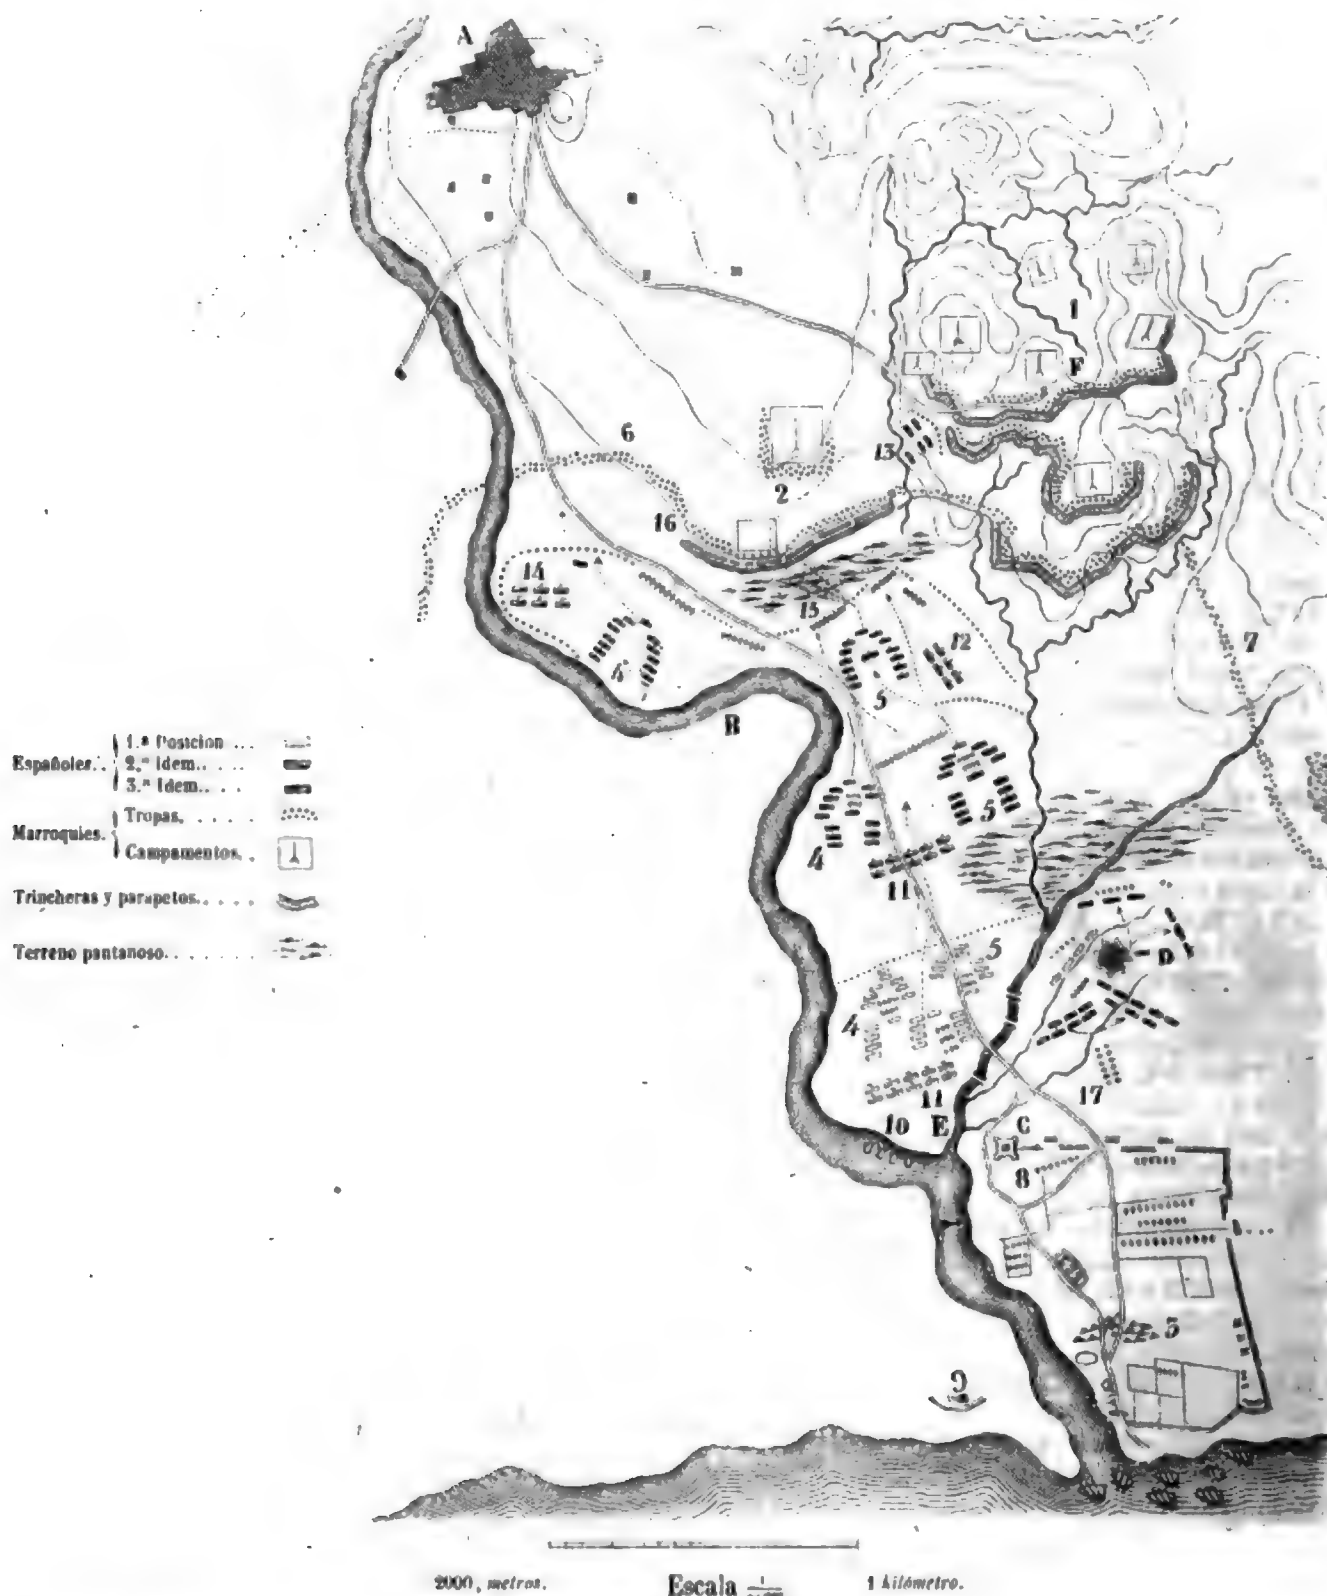 A
1
F
6
13
2
16
14
15
12
7
6
5
B
Españoles.
1.ª Posicion ...
2.ª Idem.. . . .
3.ª Idem.. . .
Marroquies.
Tropas. . . . . .
Campamentos. .
Trincheras y parapetos.. . . . .
Terreno pantanoso. . . . . . . .
5
4
11
5
D
4
11
17
10
E
C
8
3
9
2000, metros.
Escala
1 kilómetro.